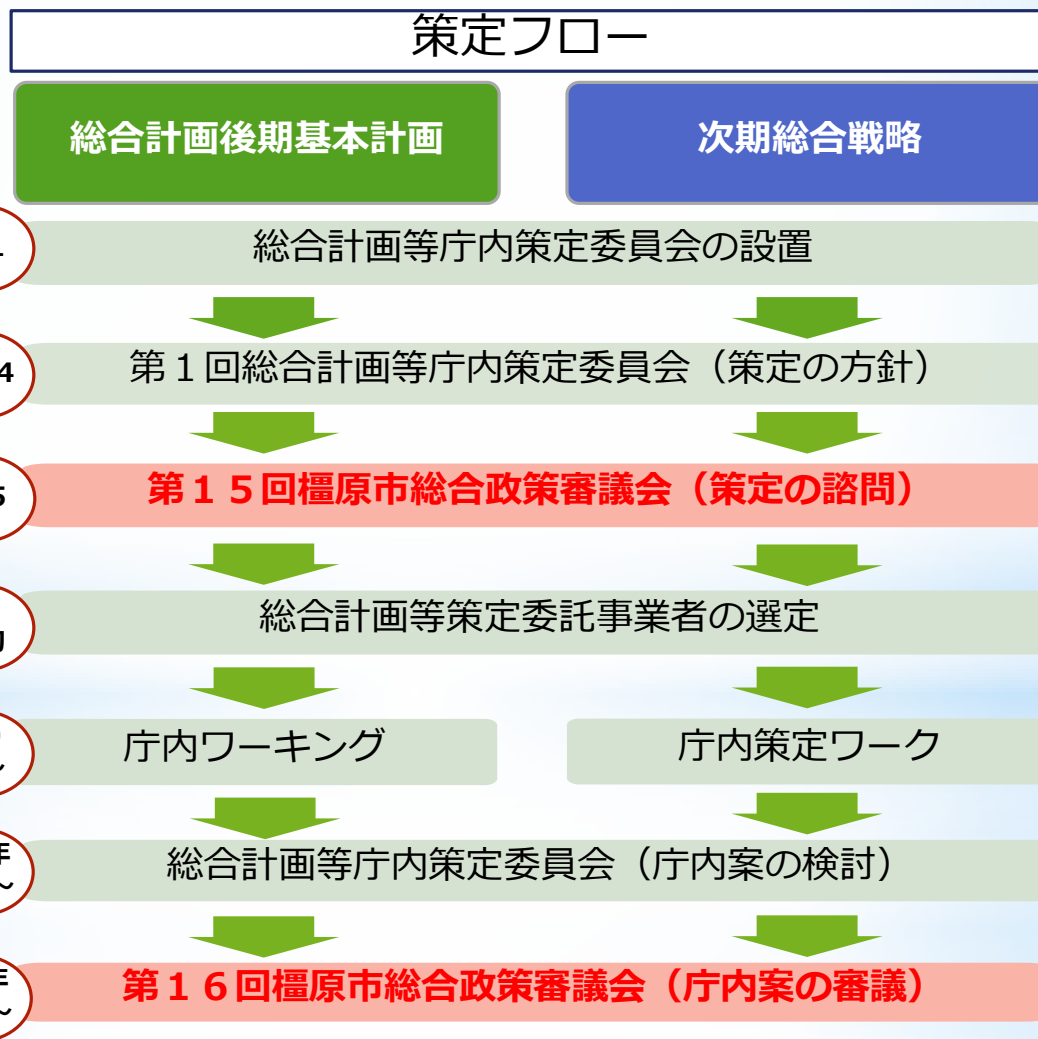 策定フロー
総合計画後期基本計画
次期総合戦略
総合計画等庁内策定委員会の設置
4
第１回総合計画等庁内策定委員会（策定の方針）
5
第１５回橿原市総合政策審議会（策定の諮問）
総合計画等策定委託事業者の選定
～
庁内ワーキング
庁内策定ワーク
年
～
総合計画等庁内策定委員会（庁内案の検討）
年
～
第１６回橿原市総合政策審議会（庁内案の審議）